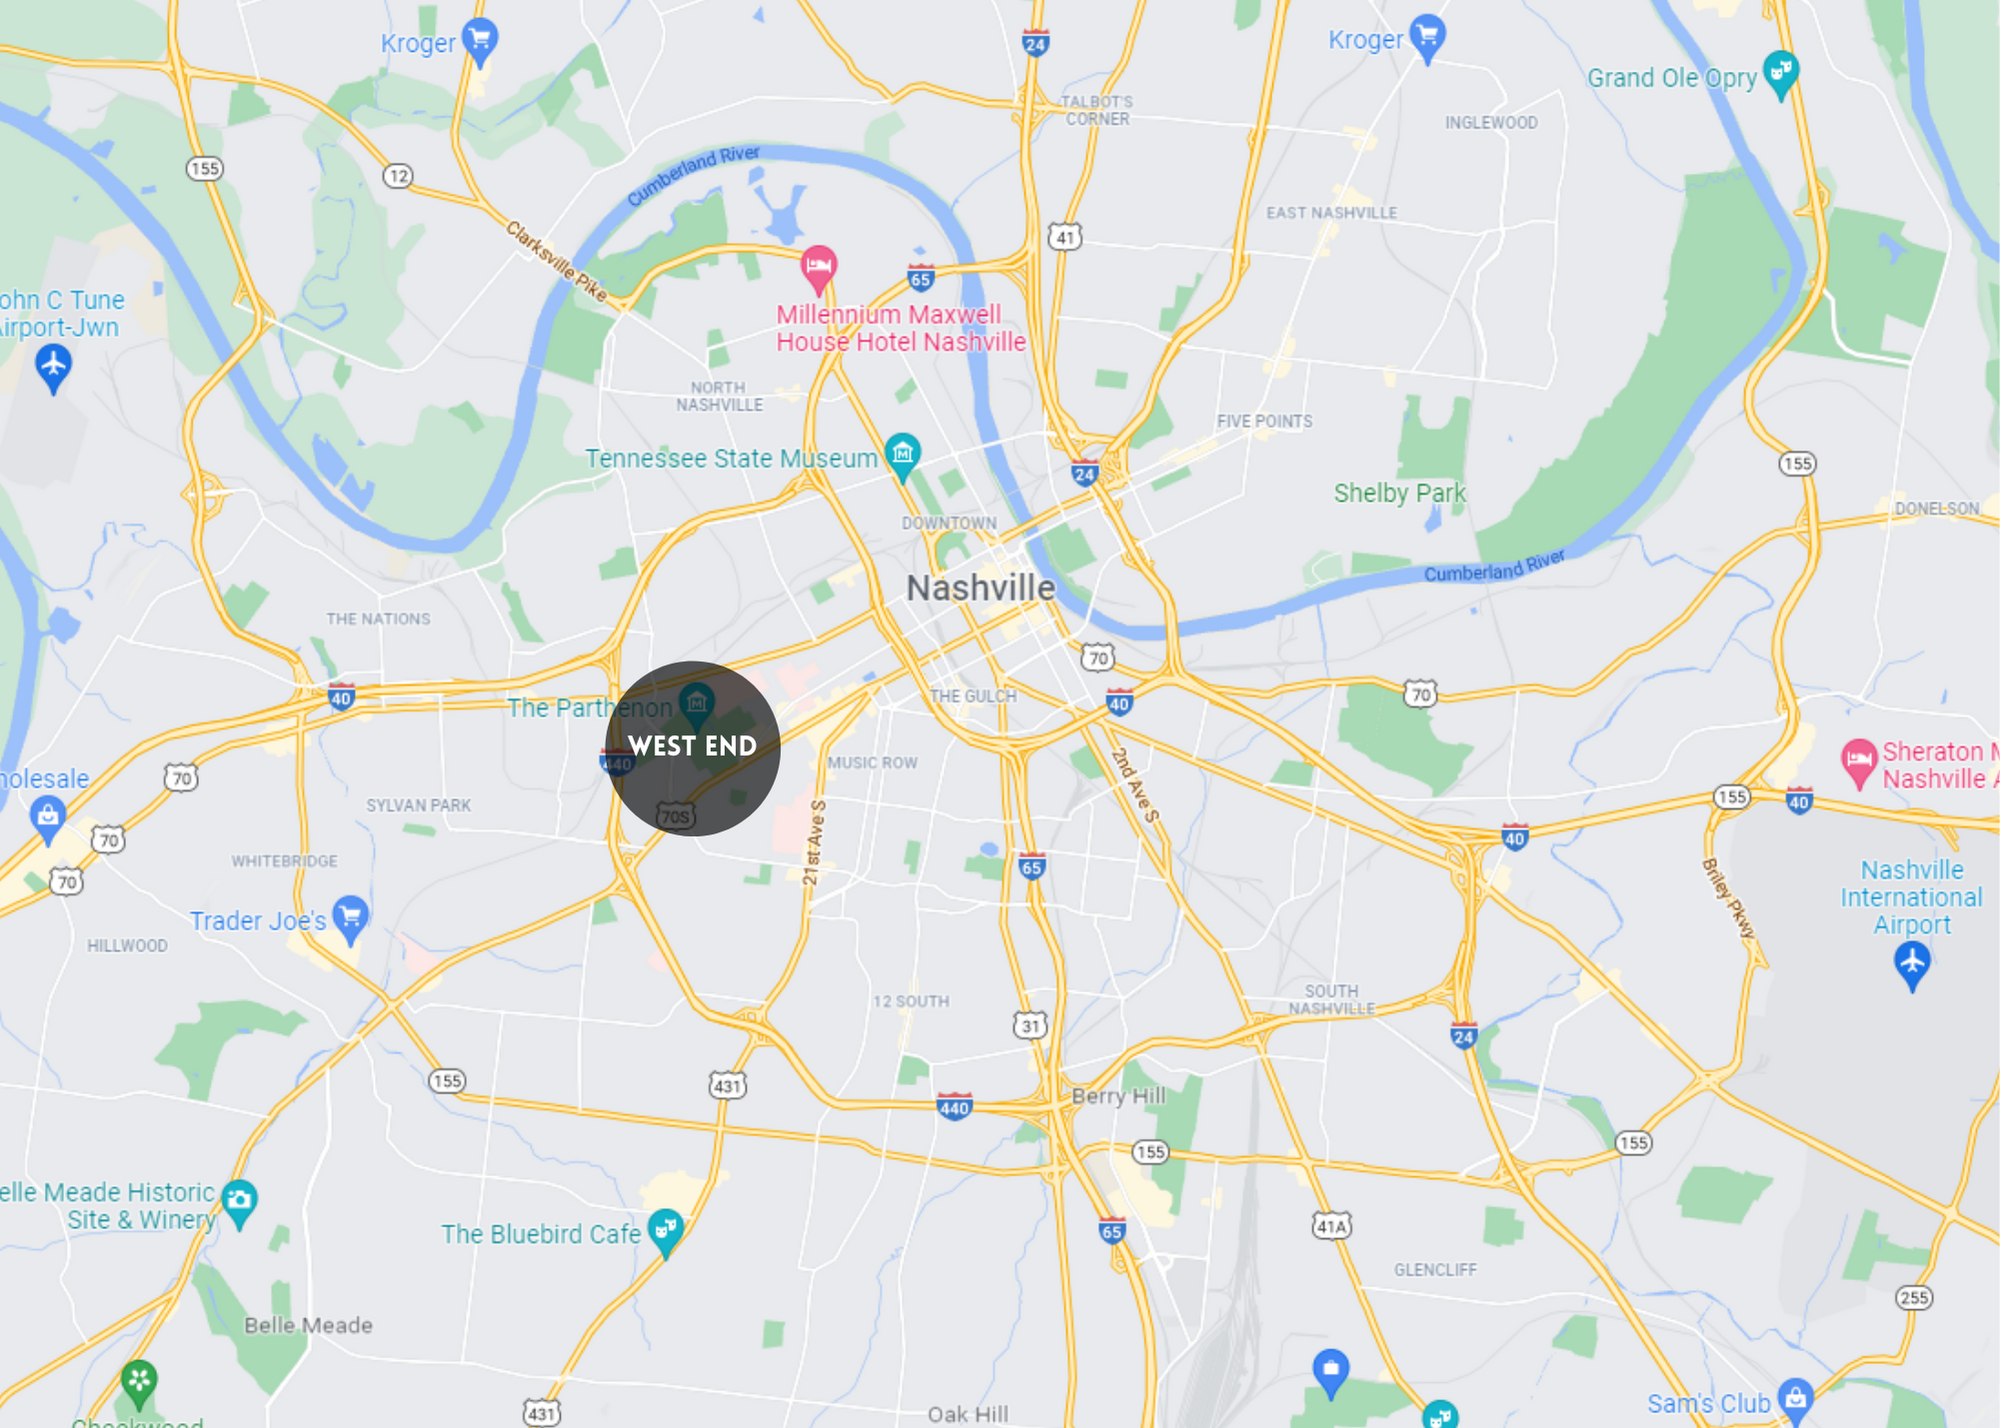 Kroger
24
Kroger
Grand Ole Opry
TALBOT'S
CORNER
INGLEWOOD
155
12
Cumberland River
EAST NASHVILLE
41
Clarksville Pike
65
ohn C Tune
Airport-Jwn
Millennium Maxwell
House Hotel Nashville
NORTH
NASHVILLE
FIVE POINTS
Tennessee State Museum
24
155
Shelby Park
DONELSON
DOWNTOWN
Cumberland River
Nashville
THE NATIONS
70
40
The Parthenon
THE GULCH
40
70
WEST END
440
MUSIC ROW
2nd Ave S
Sheraton M
Nashville A
holesale
70
SYLVAN PARK
70S
155
40
70
21st Ave S
40
WHITEBRIDGE
65
70
Briley Pkwy
Nashville
International
Airport
Trader Joe's
HILLWOOD
12 SOUTH
SOUTH
NASHVILLE
31
24
155
431
440
Berry Hill
155
155
elle Meade Historic
Site & Winery
The Bluebird Cafe
65
41A
GLENCLIFF
255
Belle Meade
431
Oak Hill
Sam's Club
Cheekwood